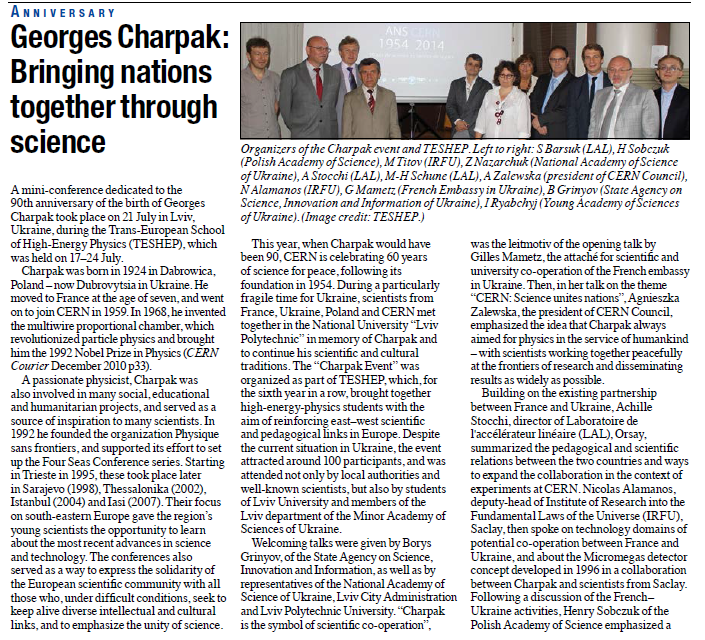 ANNIVERSARY
Georges Charpak:
Bringing nations
together through
science
A mini-conference dedicated to the
90th anniversary of the birth of Georges
Charpak took place on 21 July in Lviv,
Ukraine, during the Trans-European School
of High-Energy Physics (TESHEP), which
was held on 17–24 July.
Charpak was born in 1924 in Dabrowica,
Poland – now Dubrovytsia in Ukraine. He
moved to France at the age of seven, and went
on to join CERN in 1959. In 1968, he invented
the multiwire proportional chamber, which
revolutionized particle physics and brought
him the 1992 Nobel Prize in Physics (CERN
Courier December 2010 p33).
A passionate physicist, Charpak was
also involved in many social, educational
and humanitarian projects, and served as a
source of inspiration to many scientists. In
1992 he founded the organization Physique
sans frontiers, and supported its effort to set
up the Four Seas Conference series. Starting
in Trieste in 1995, these took place later
in Sarajevo (1998), Thessalonika (2002),
Istanbul (2004) and Iasi (2007). Their focus
on south-eastern Europe gave the region's
young scientists the opportunity to learn
about the most recent advances in science
and technology. The conferences also
served as a way to express the solidarity of
the European scientific community with all
those who, under difficult conditions, seek to
keep alive diverse intellectual and cultural
links, and to emphasize the unity of science.
ANS CERN
1954 2014
Organizers of the Charpak event and TESHEP. Left to right: S Barsuk (LAL), H Sobczuk
(Polish Academy of Science), M Titov (IRFU), Z Nazarchuk (National Academy of Science
of Ukraine), A Stocchi (LAL), M-H Schune (LAL), A Zalewska (president of CERN Council),
N Alamanos (IRFU), G Mametz (French Embassy in Ukraine), B Grinyov (State Agency on
Science, Innovation and Information of Ukraine), I Ryabchyj (Young Academy of Sciences
of Ukraine). (Image credit: TESHEP.)
This year, when Charpak would have
been 90, CERN is celebrating 60 years
of science for peace, following its
foundation in 1954. During a particularly
fragile time for Ukraine, scientists from
France, Ukraine, Poland and CERN met
together in the National University “Lviv
Polytechnic” in memory of Charpak and
to continue his scientific and cultural
traditions. The “Charpak Event” was
organized as part of TESHEP, which, for
the sixth year in a row, brought together
high-energy-physics students with the
aim of reinforcing east–west scientific
and pedagogical links in Europe. Despite
the current situation in Ukraine, the event
attracted around 100 participants, and was
attended not only by local authorities and
well-known scientists, but also by students
of Lviv University and members of the
Lviv department of the Minor Academy of
Sciences of Ukraine.
Welcoming talks were given by Borys
Grinyov, of the State Agency on Science,
Innovation and Information, as well as by
representatives of the National Academy of
Science of Ukraine, Lviv City Administration
and Lviv Polytechnic University. “Charpak
is the symbol of scientific co-operation”,
was the leitmotiv of the opening talk by
Gilles Mametz, the attaché for scientific and
university co-operation of the French embassy
in Ukraine. Then, in her talk on the theme
“CERN: Science unites nations”, Agnieszka
Zalewska, the president of CERN Council,
emphasized the idea that Charpak always
aimed for physics in the service of humankind
– with scientists working together peacefully
at the frontiers of research and disseminating
results as widely as possible.
Building on the existing partnership
between France and Ukraine, Achille
Stocchi, director of Laboratoire de
l'accélérateur linéaire (LAL), Orsay,
summarized the pedagogical and scientific
relations between the two countries and ways
to expand the collaboration in the context of
experiments at CERN. Nicolas Alamanos,
deputy-head of Institute of Research into the
Fundamental Laws of the Universe (IRFU),
Saclay, then spoke on technology domains of
potential co-operation between France and
Ukraine, and about the Micromegas detector
concept developed in 1996 in a collaboration
between Charpak and scientists from Saclay.
Following a discussion of the French–
Ukraine activities, Henry Sobczuk of the
Polish Academy of Science emphasized a